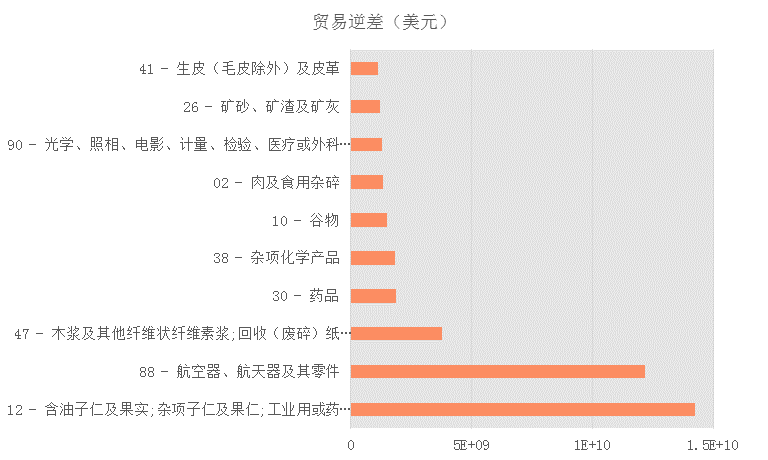 贸易逆差（美元）
41 - 生皮（毛皮除外）及皮革
26 - 矿砂、矿渣及矿灰
90 - 光学、照相、电影、计量、检验、医疗或外科…
02 - 肉及食用杂碎
10 - 谷物
38 - 杂项化学产品
30 - 药品
47 - 木浆及其他纤维状纤维素浆;回收（废碎）纸…
88 - 航空器、航天器及其零件
12 - 含油子仁及果实;杂项子仁及果仁;工业用或药…
0 5E+09 1E+10 1.5E+10